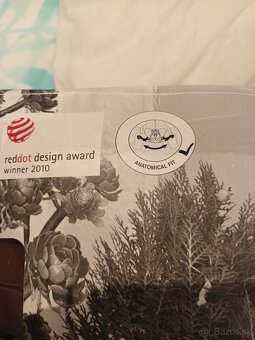 reddot design award
winner 2010
ANATOMICAL FIT
L
Bazos.sk